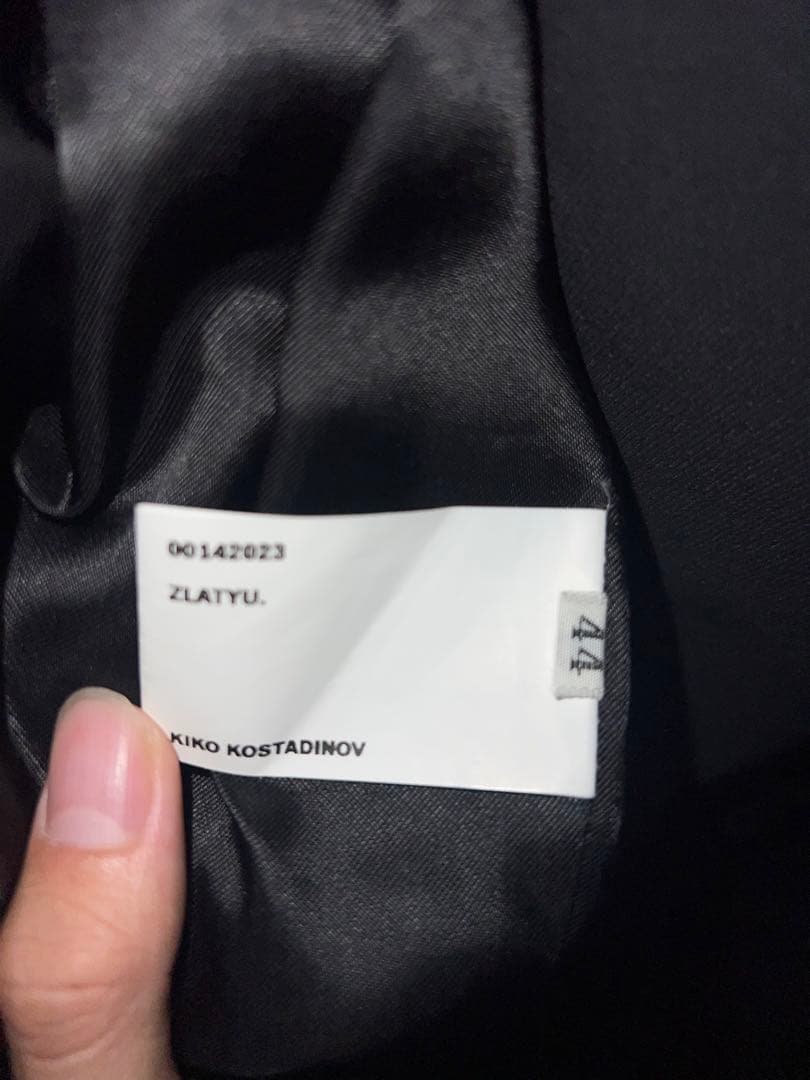 00142023
ZLATYU.
44
KIKO KOSTADINOV